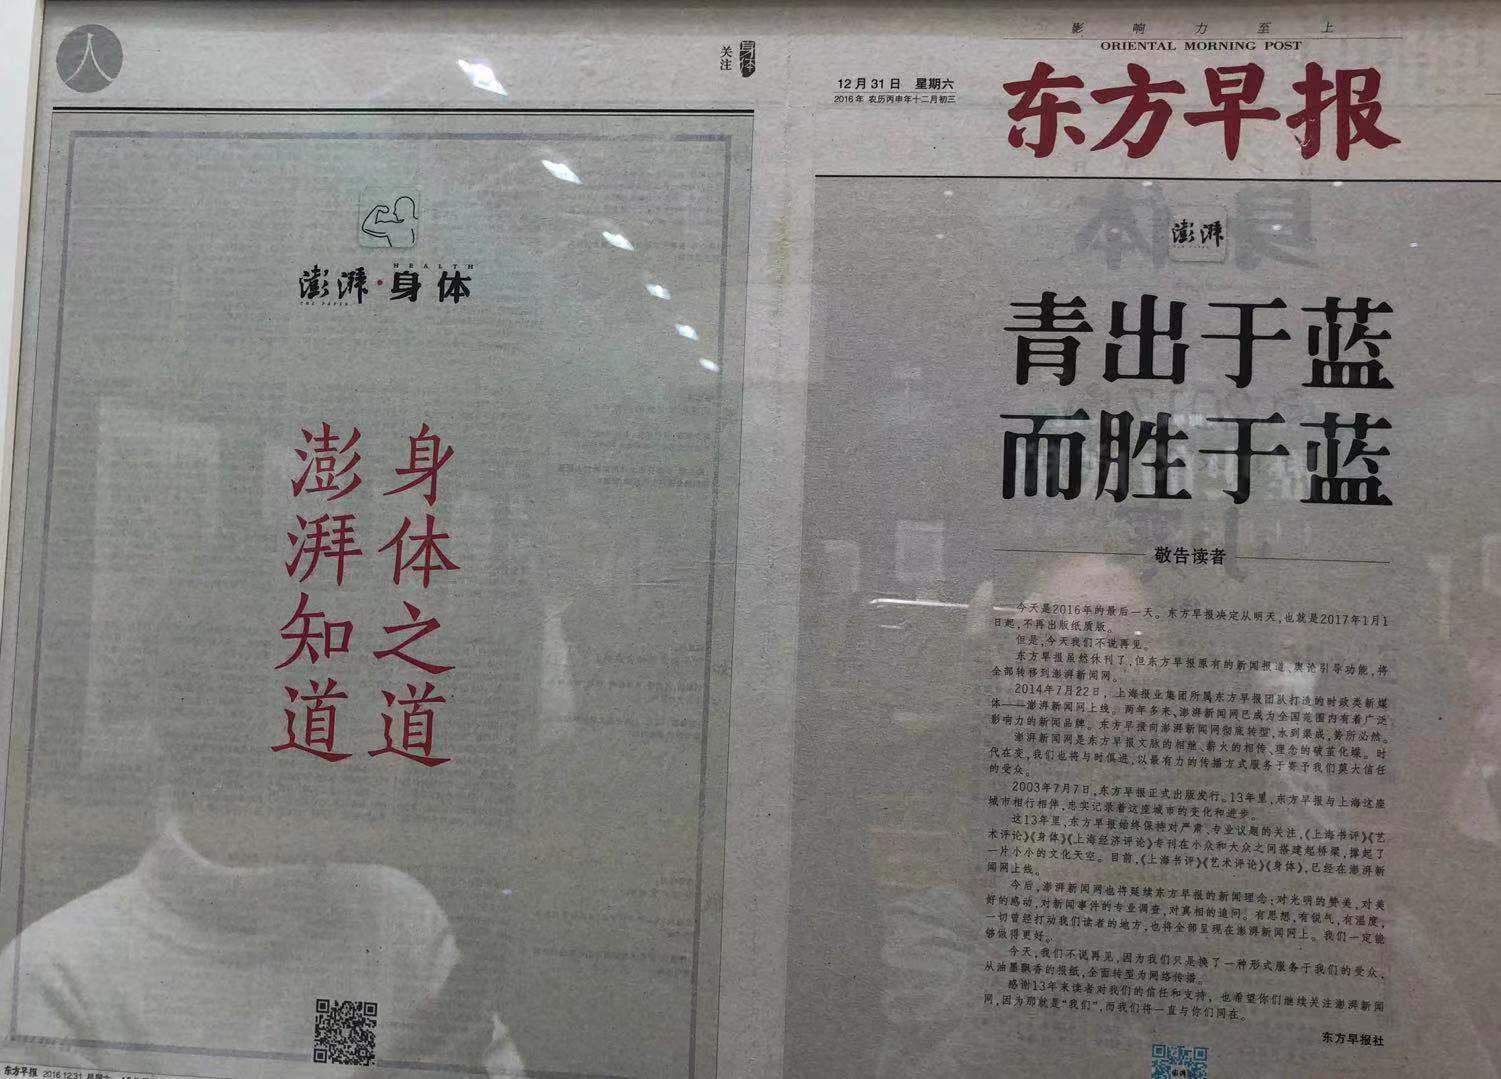 人
关注 身体
HEALTH
澎湃·身体
THE PAPER
身体之道
澎湃知道
东方早报 2016.12.31 星期六
影响力至上
ORIENTAL MORNING POST
12月31日 星期六
2016年 农历丙申年十二月初三
东方早报
澎湃
青出于蓝
而胜于蓝
敬告读者
今天是2016年的最后一天。东方早报决定从明天,也就是2017年1月1
日起,不再出版纸质版。
但是,今天我们不说再见。
东方早报虽然休刊了,但东方早报原有的新闻报道、舆论引导功能,将
全部转移到澎湃新闻网。
2014年7月22日,上海报业集团所属东方早报团队打造的时政类新媒
体——澎湃新闻网上线。两年多来,澎湃新闻网已成为全国范围内有着广泛
影响力的新闻品牌。东方早报向澎湃新闻网彻底转型,水到渠成,势所必然。
澎湃新闻网是东方早报文脉的相继、薪火的相传、理念的破茧化蝶。时
代在变,我们也将与时俱进,以最有力的传播方式服务于寄予我们莫大信任
的受众。
2003年7月7日,东方早报正式出版发行。13年里,东方早报与上海这座
城市相行相伴,忠实记录着这座城市的变化和进步。
这13年里,东方早报始终保持对严肃、专业议题的关注,《上海书评》《艺
术评论》《身体》《上海经济评论》专刊在小众和大众之间搭建起桥梁,撑起了
一片小小的文化天空。目前,《上海书评》《艺术评论》《身体》,已经在澎湃新
闻网上线。
今后,澎湃新闻网也将延续东方早报的新闻理念:对光明的赞美,对美
好的感动,对新闻事件的专业调查,对真相的追问。有思想,有锐气,有温度,
一切曾经打动我们读者的地方,也将全部呈现在澎湃新闻网上。我们一定能
够做得更好。
今天,我们不说再见,因为我们只是换了一种形式服务于我们的受众,
从油墨飘香的报纸,全面转型为网络传播。
感谢13年来读者对我们的信任和支持,也希望你们继续关注澎湃新闻
网,因为那就是“我们”,而我们将一直与你们同在。
东方早报社
澎湃